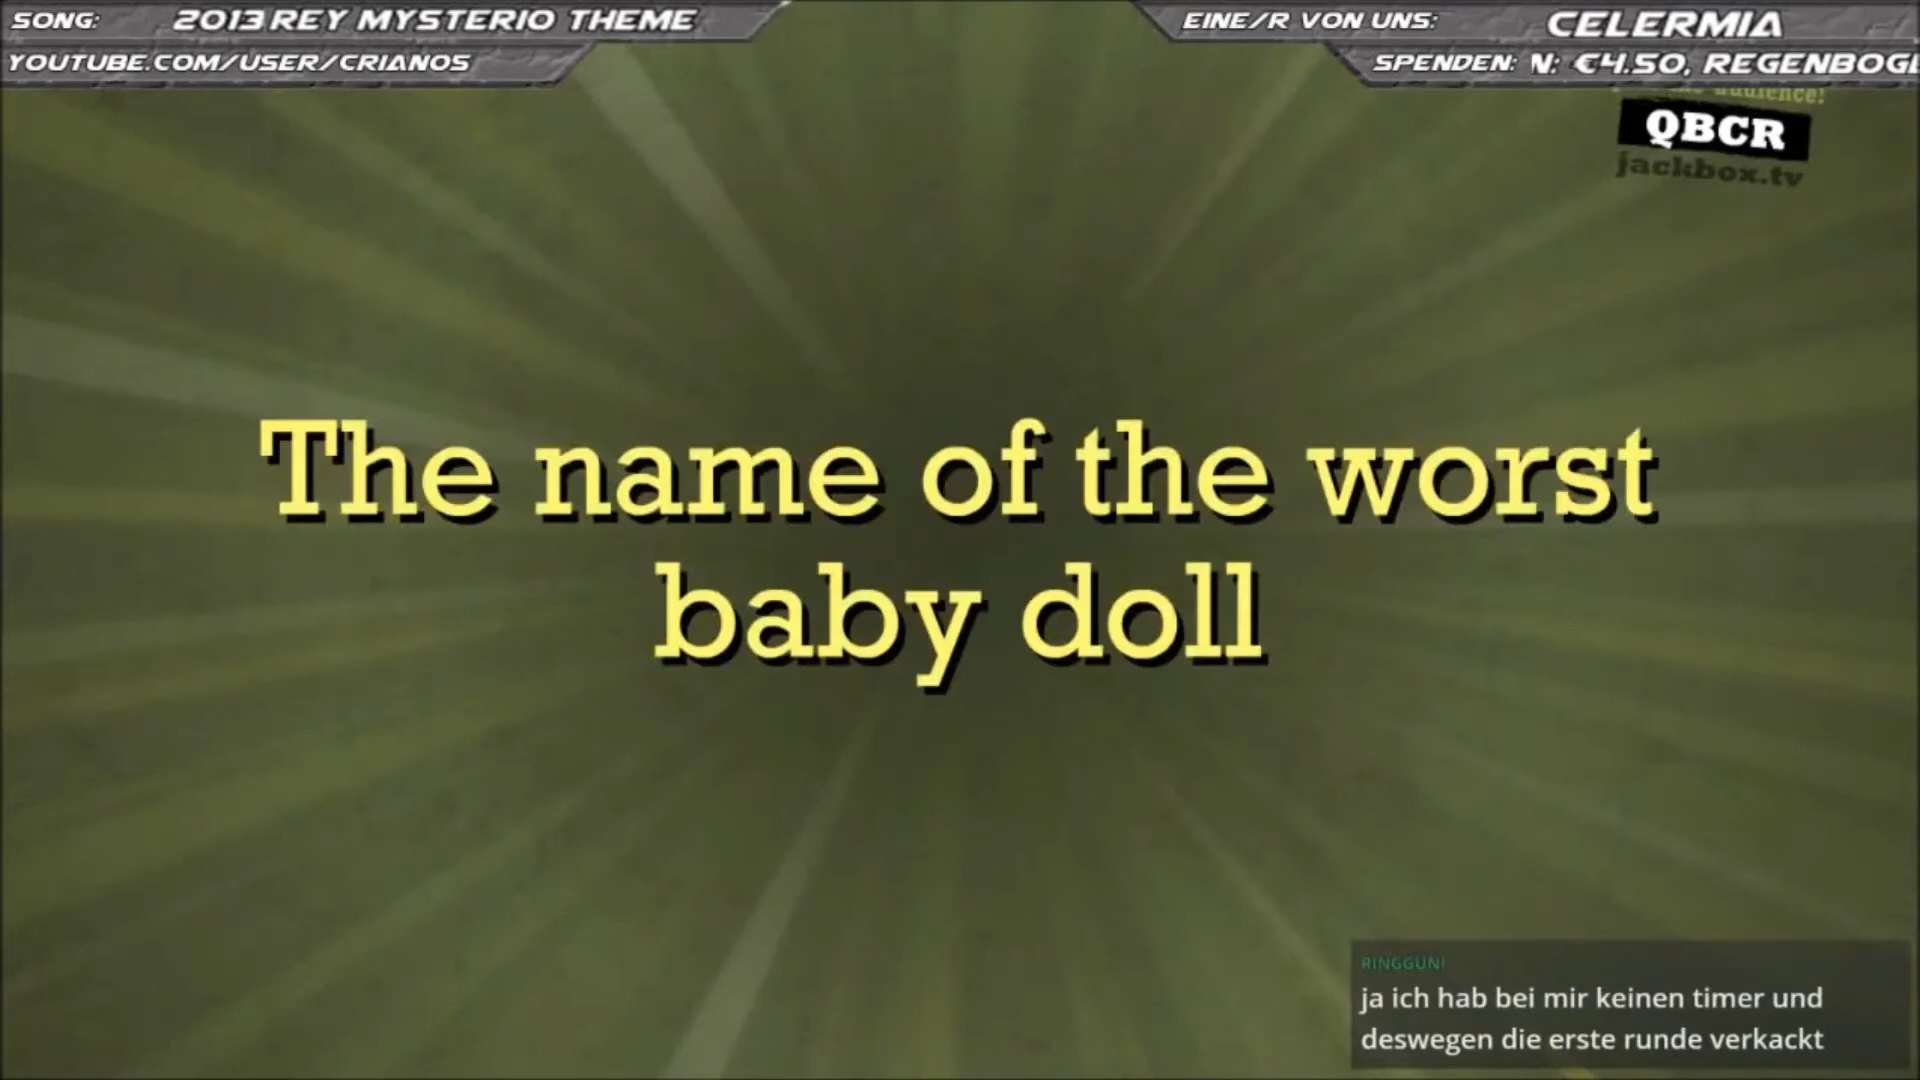 SONG: 2013 REY MYSTERIO THEME
YOUTUBE.COM/USER/CRIANOS
EINE/R VON UNS: CELERMIA
SPENDEN: N: €4.50, REGENBOGE
audience!
QBCR
jackbox.tv
The name of the worst
baby doll
RINGGUNI
ja ich hab bei mir keinen timer und
deswegen die erste runde verkackt